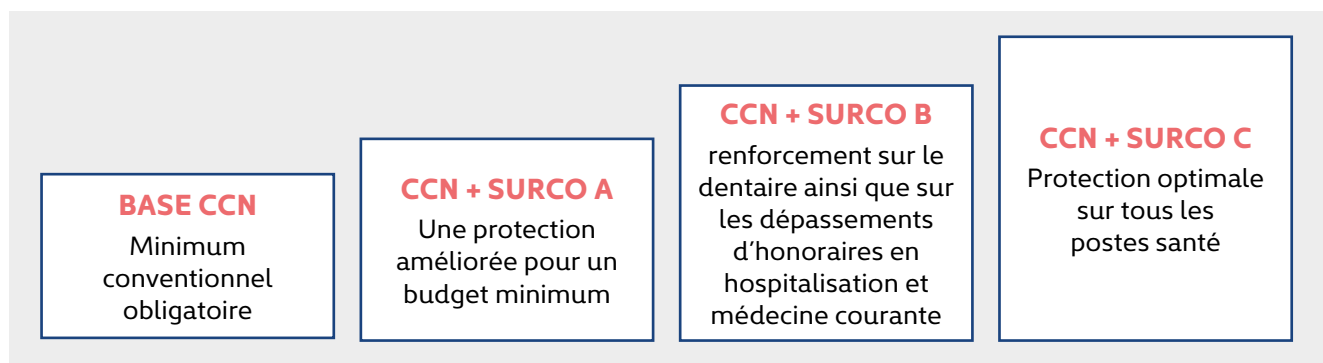 BASE CCN
Minimum
conventionnel
obligatoire
CCN + SURCO A
Une protection
améliorée pour un
budget minimum
CCN + SURCO B
renforcement sur le
dentaire ainsi que sur
les dépassements
d’honoraires en
hospitalisation et
médecine courante
CCN + SURCO C
Protection optimale
sur tous les
postes santé